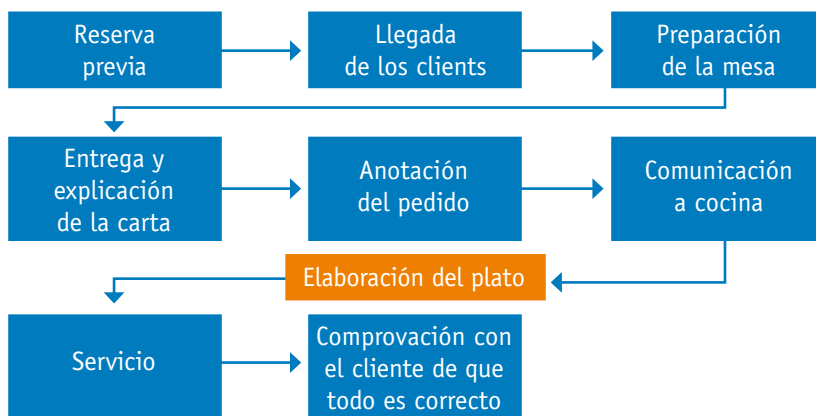 Reserva
previa
Llegada
de los clients
Preparación
de la mesa
Entrega y
explicación
de la carta
Anotación
del pedido
Comunicación
a cocina
Elaboración del plato
Servicio
Comprovación con
el cliente de que
todo es correcto